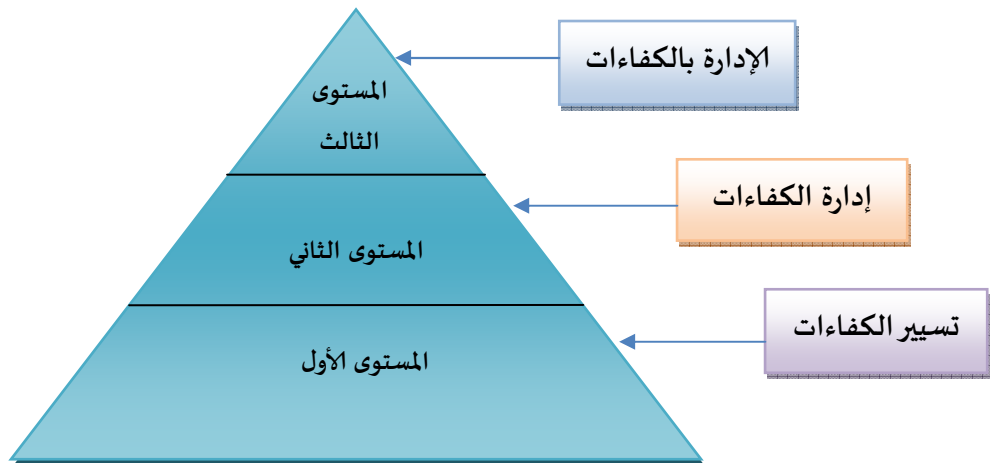 الإدارة بالكفاءات
المستوى
الثالث
إدارة الكفاءات
المستوى الثاني
تسيير الكفاءات
المستوى الأول